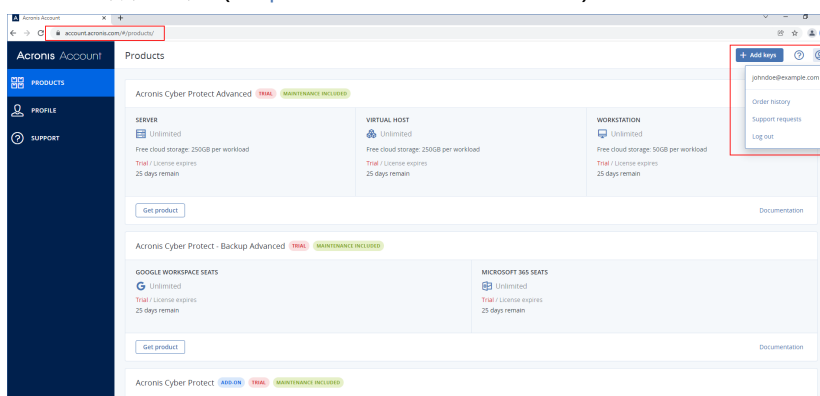 Acronis Account
account.acronis.com/#/products/
Acronis Account
Products
+ Add keys
johndoe@example.com
Order history
Support requests
Log out
PRODUCTS
PROFILE
SUPPORT
Acronis Cyber Protect Advanced TRIAL MAINTENANCE INCLUDED
SERVER
Unlimited
Free cloud storage: 250GB per workload
Trial / License expires
25 days remain
VIRTUAL HOST
Unlimited
Free cloud storage: 250GB per workload
Trial / License expires
25 days remain
WORKSTATION
Unlimited
Free cloud storage: 50GB per workload
Trial / License expires
25 days remain
Get product
Documentation
Acronis Cyber Protect - Backup Advanced TRIAL MAINTENANCE INCLUDED
GOOGLE WORKSPACE SEATS
Unlimited
Trial / License expires
25 days remain
MICROSOFT 365 SEATS
Unlimited
Trial / License expires
25 days remain
Get product
Documentation
Acronis Cyber Protect ADD-ON TRIAL MAINTENANCE INCLUDED